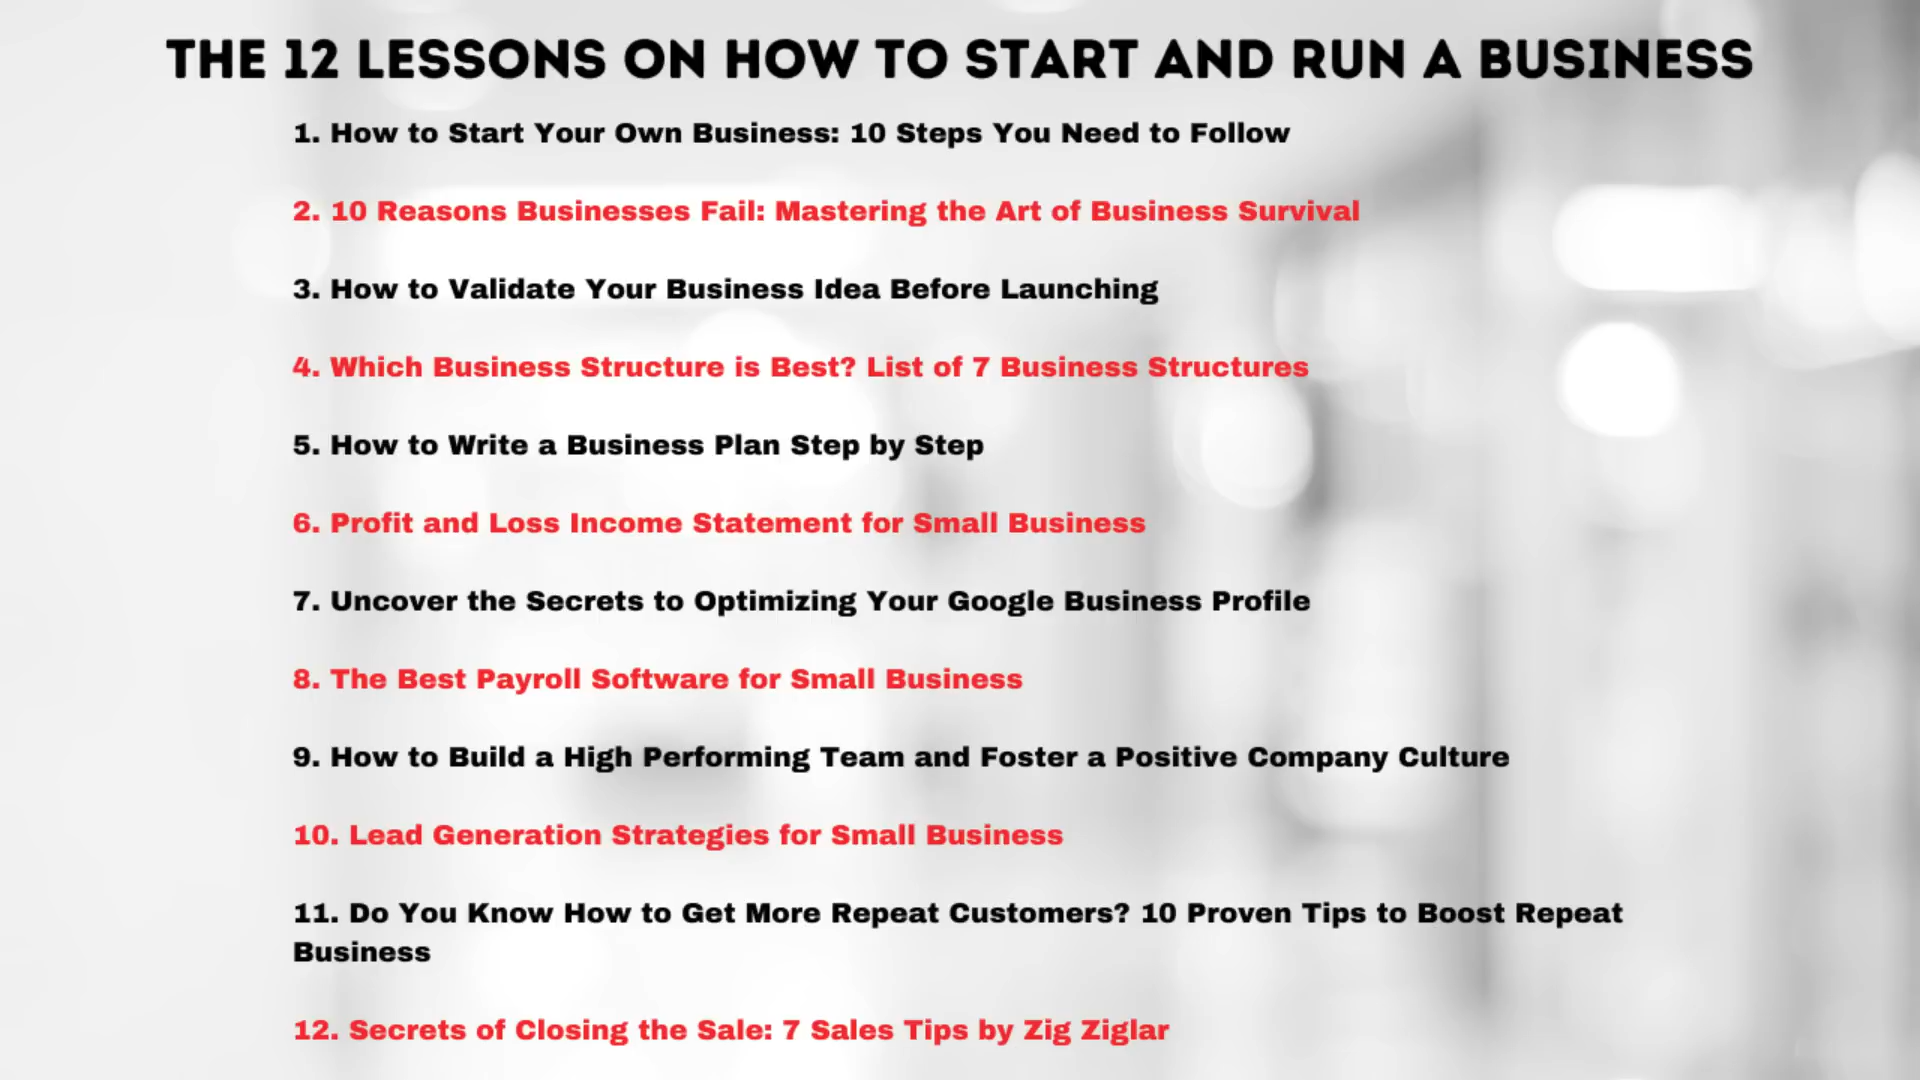 THE 12 LESSONS ON HOW TO START AND RUN A BUSINESS
1. How to Start Your Own Business: 10 Steps You Need to Follow
2. 10 Reasons Businesses Fail: Mastering the Art of Business Survival
3. How to Validate Your Business Idea Before Launching
4. Which Business Structure is Best? List of 7 Business Structures
5. How to Write a Business Plan Step by Step
6. Profit and Loss Income Statement for Small Business
7. Uncover the Secrets to Optimizing Your Google Business Profile
8. The Best Payroll Software for Small Business
9. How to Build a High Performing Team and Foster a Positive Company Culture
10. Lead Generation Strategies for Small Business
11. Do You Know How to Get More Repeat Customers? 10 Proven Tips to Boost Repeat
Business
12. Secrets of Closing the Sale: 7 Sales Tips by Zig Ziglar